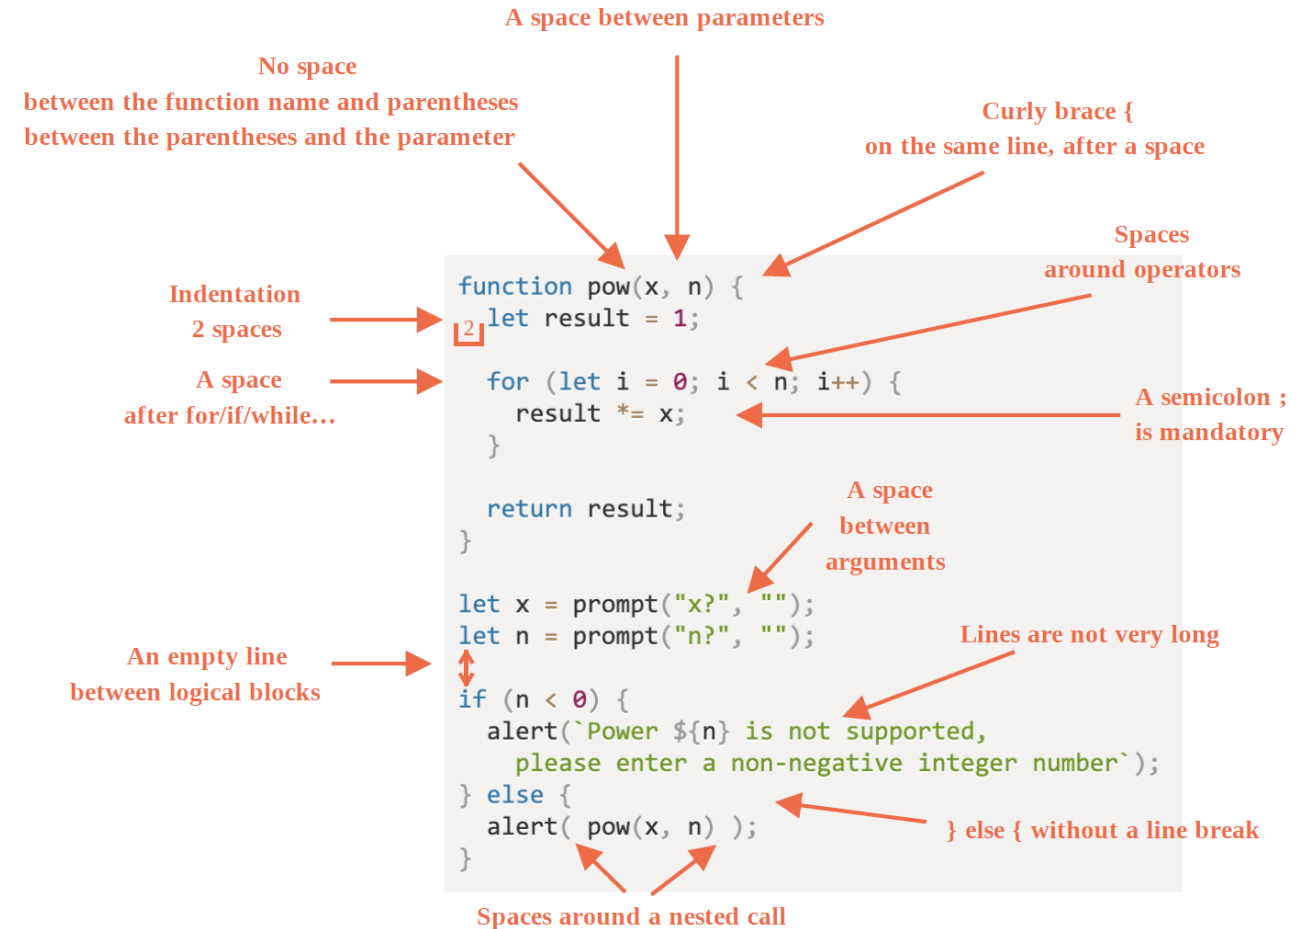 A space between parameters
No space
between the function name and parentheses
between the parentheses and the parameter
Curly brace {
on the same line, after a space
Spaces
around operators
Indentation
2 spaces
A space
after for/if/while…
A semicolon ;
is mandatory
A space
between
arguments
An empty line
between logical blocks
Lines are not very long
} else { without a line break
Spaces around a nested call
function pow(x, n) {
2
  let result = 1;

  for (let i = 0; i < n; i++) {
    result *= x;
  }

  return result;
}

let x = prompt("x?", "");
let n = prompt("n?", "");

if (n < 0) {
  alert(`Power ${n} is not supported,
    please enter a non-negative integer number`);
} else {
  alert( pow(x, n) );
}